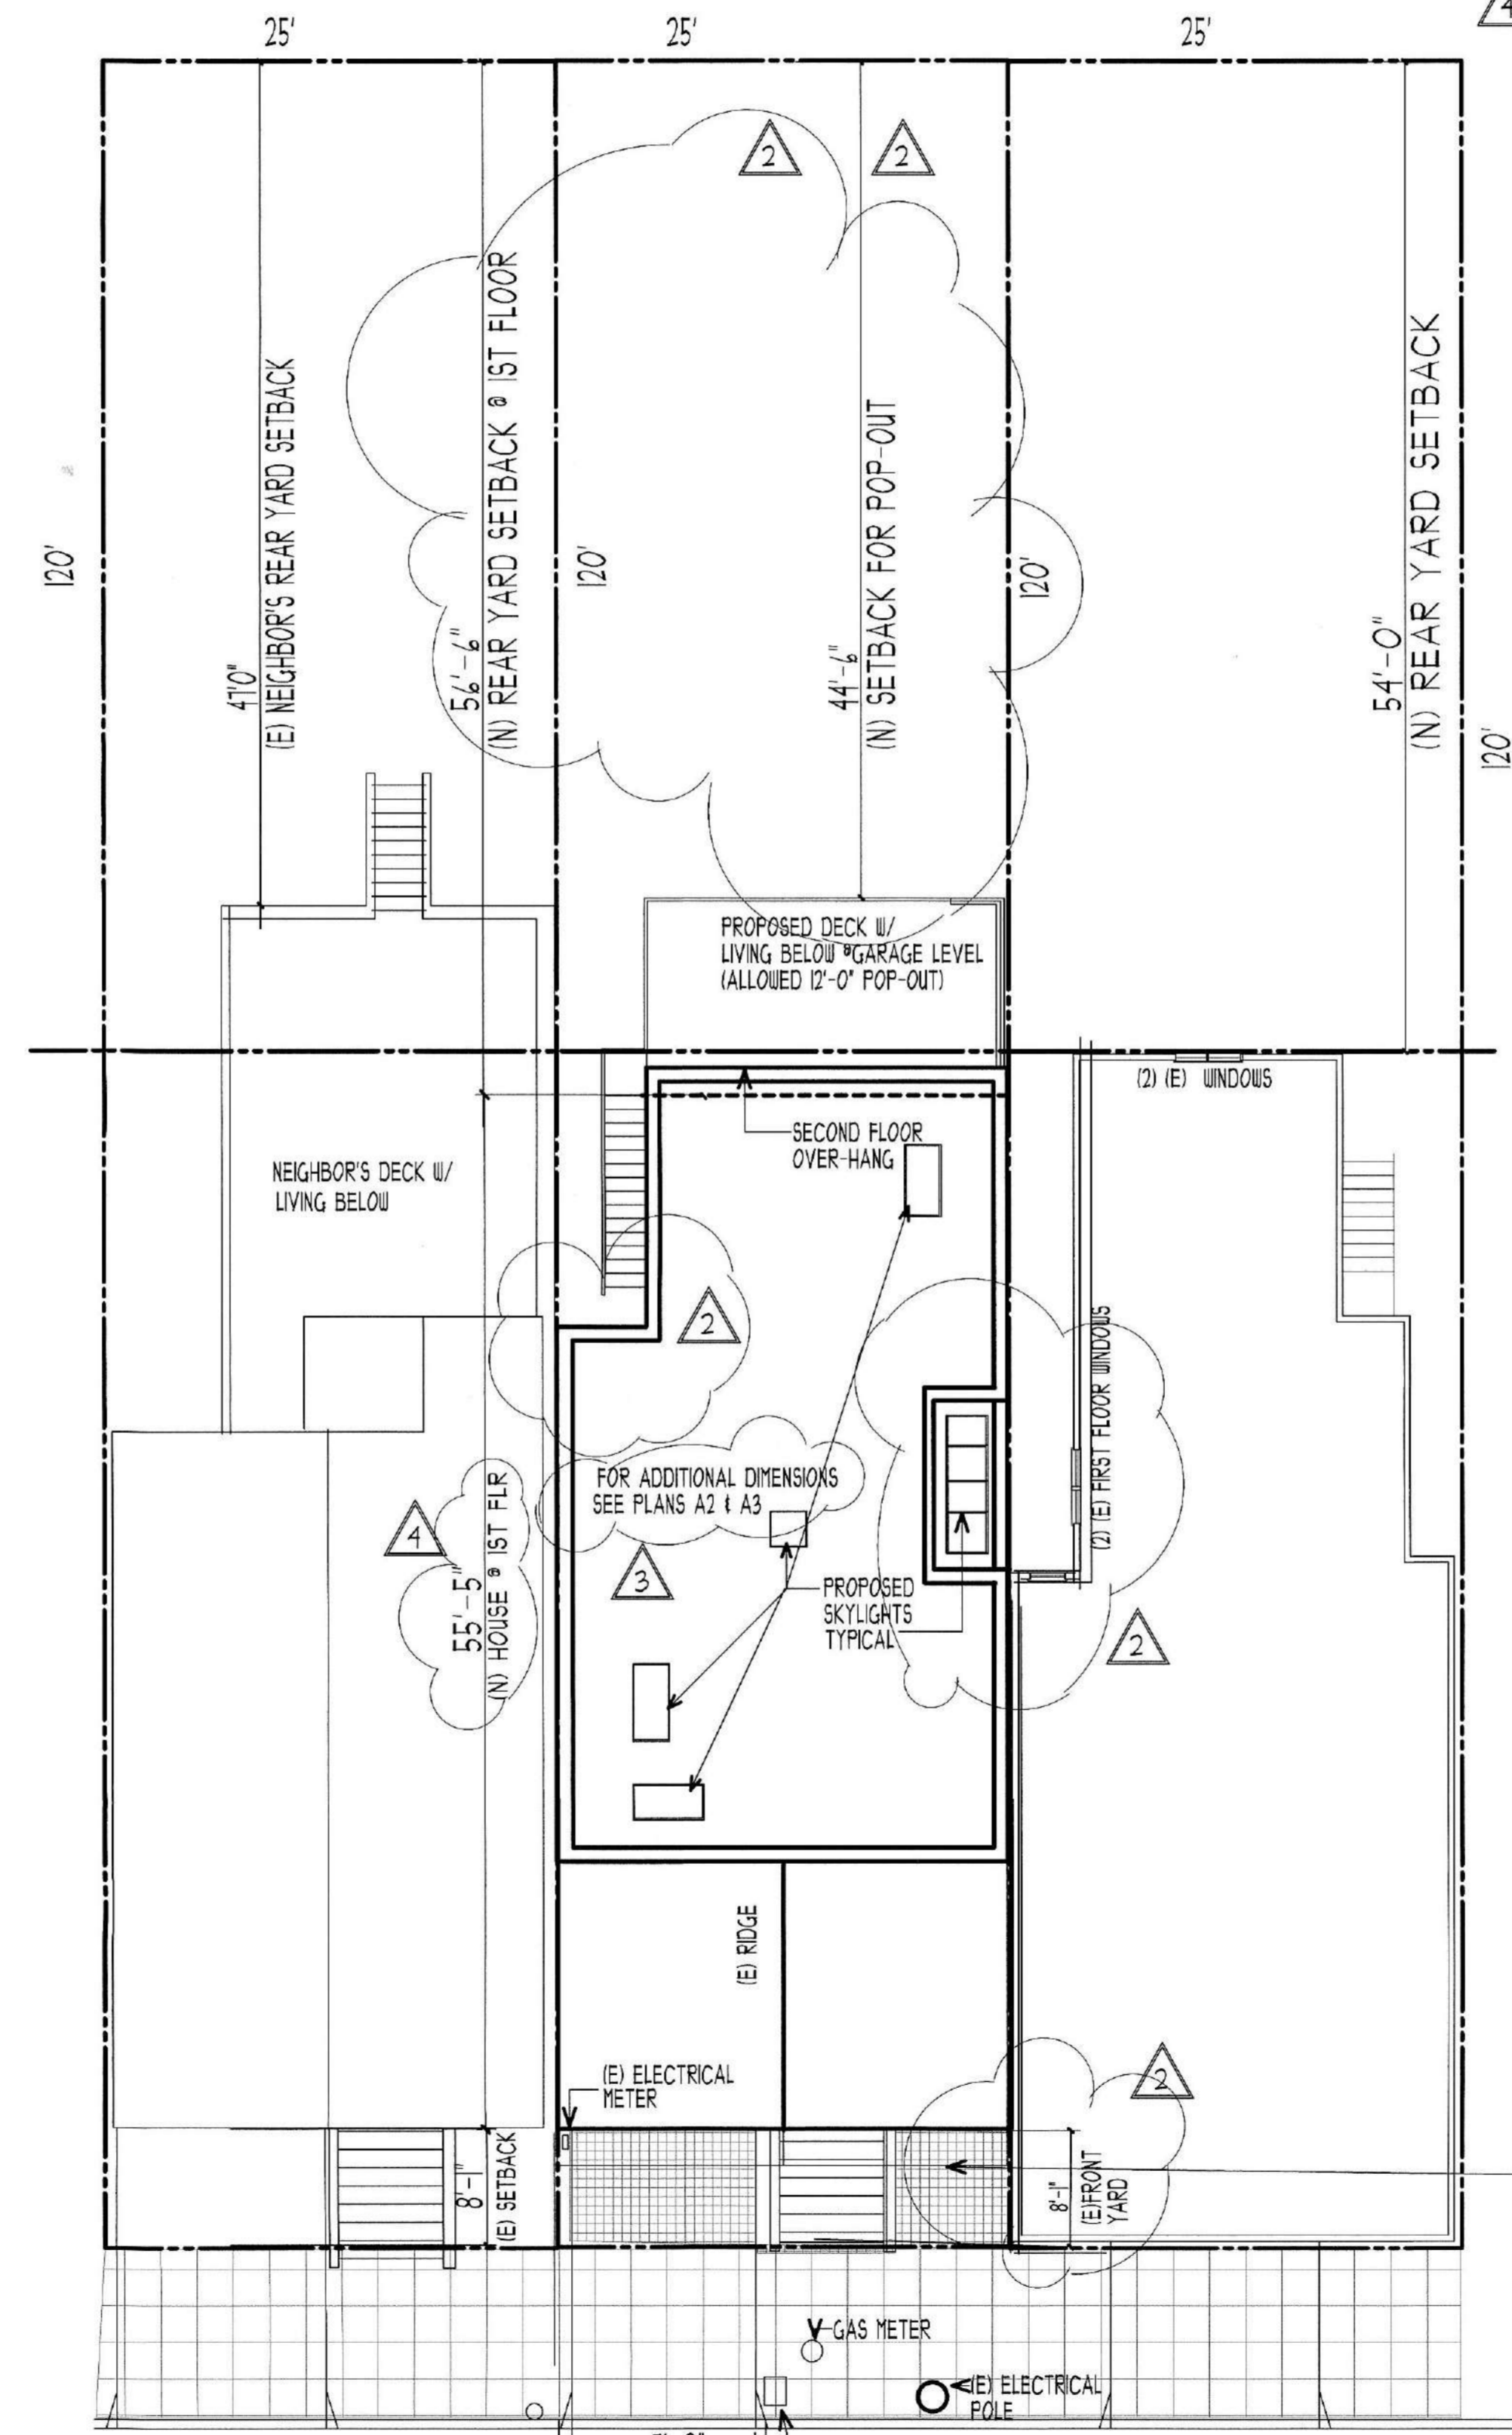 25'
25'
25'
4
2
2
120'
120'
120'
120'
(E) NEIGHBOR'S REAR YARD SETBACK
(N) REAR YARD SETBACK @ 1ST FLOOR
56'-6"
44'-6"
(N) SETBACK FOR POP-OUT
54'-0"
(N) REAR YARD SETBACK
PROPOSED DECK W/
LIVING BELOW @GARAGE LEVEL
(ALLOWED 12'-0" POP-OUT)
(2) (E) WINDOWS
SECOND FLOOR
OVER-HANG
NEIGHBOR'S DECK W/
LIVING BELOW
2
(2) (E) FIRST FLOOR WINDOWS
FOR ADDITIONAL DIMENSIONS
SEE PLANS A2 & A3
4
55'-5"
(N) HOUSE @ 1ST FLR
3
PROPOSED
SKYLIGHTS
TYPICAL
2
(E) RIDGE
(E) ELECTRICAL
METER
2
8'-1"
(E) SETBACK
8'-1"
(E)FRONT
YARD
GAS METER
(E) ELECTRICAL
POLE